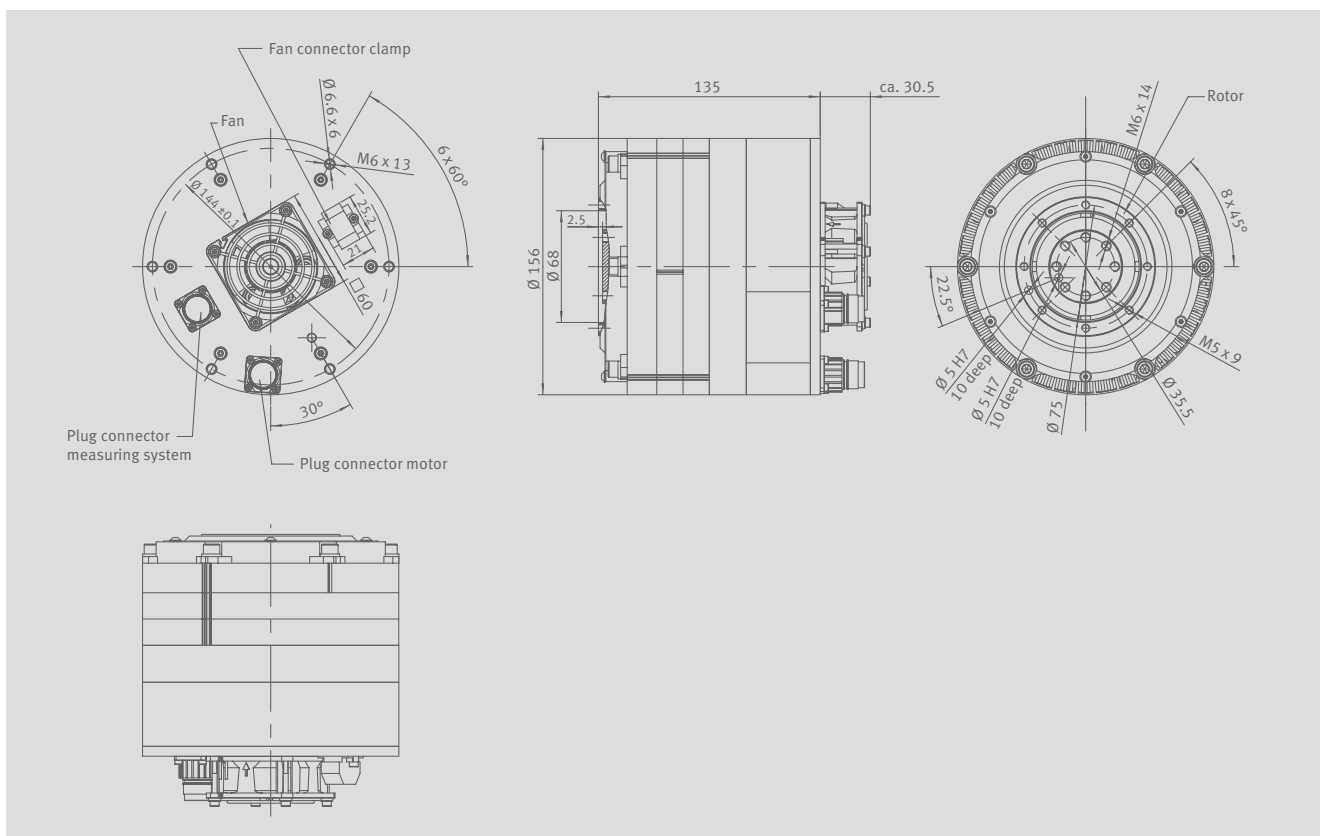 Fan connector clamp
Ø 6.6 x 6
Fan
M6 x 13
6 x 60°
Ø 144 ±0.1
25.2
21
□60
30°
Plug connector
measuring system
Plug connector motor
135
ca. 30.5
2.5
Ø 156
Ø 68
M6 x 14
Rotor
8 x 45°
22.5°
Ø 5 H7
10 deep
Ø 5 H7
10 deep
Ø 75
Ø 35.5
M5 x 9